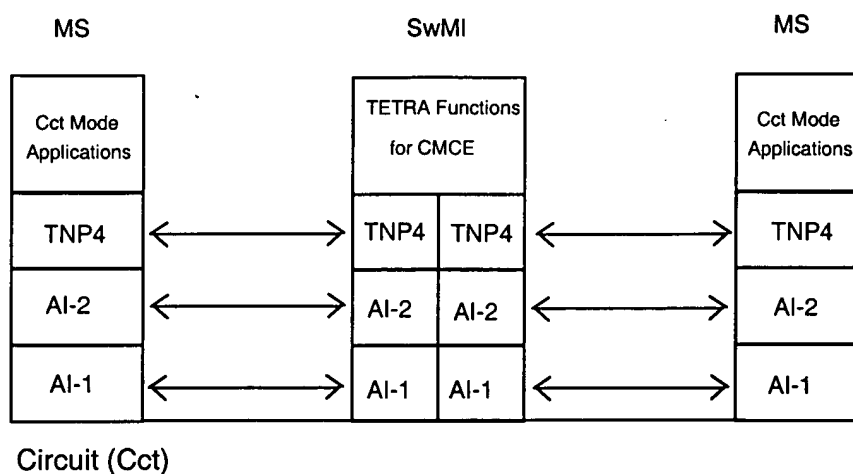 MS SwMI MS
Cct Mode
Applications
TETRA Functions
for CMCE
Cct Mode
Applications
TNP4 TNP4 TNP4 TNP4
AI-2 AI-2 AI-2 AI-2
AI-1 AI-1 AI-1 AI-1
Circuit (Cct)